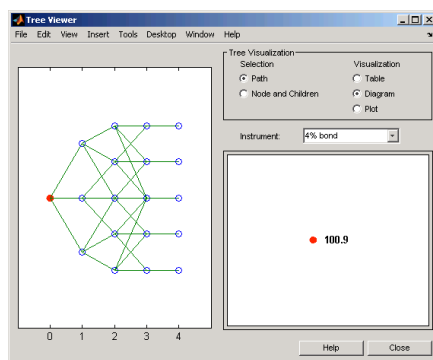 Tree Viewer
File Edit View Insert Tools Desktop Window Help
Tree Visualization
Selection Visualization
Path Table
Node and Children Diagram
Plot
Instrument: 4% bond
100.9
0 1 2 3 4
Help Close